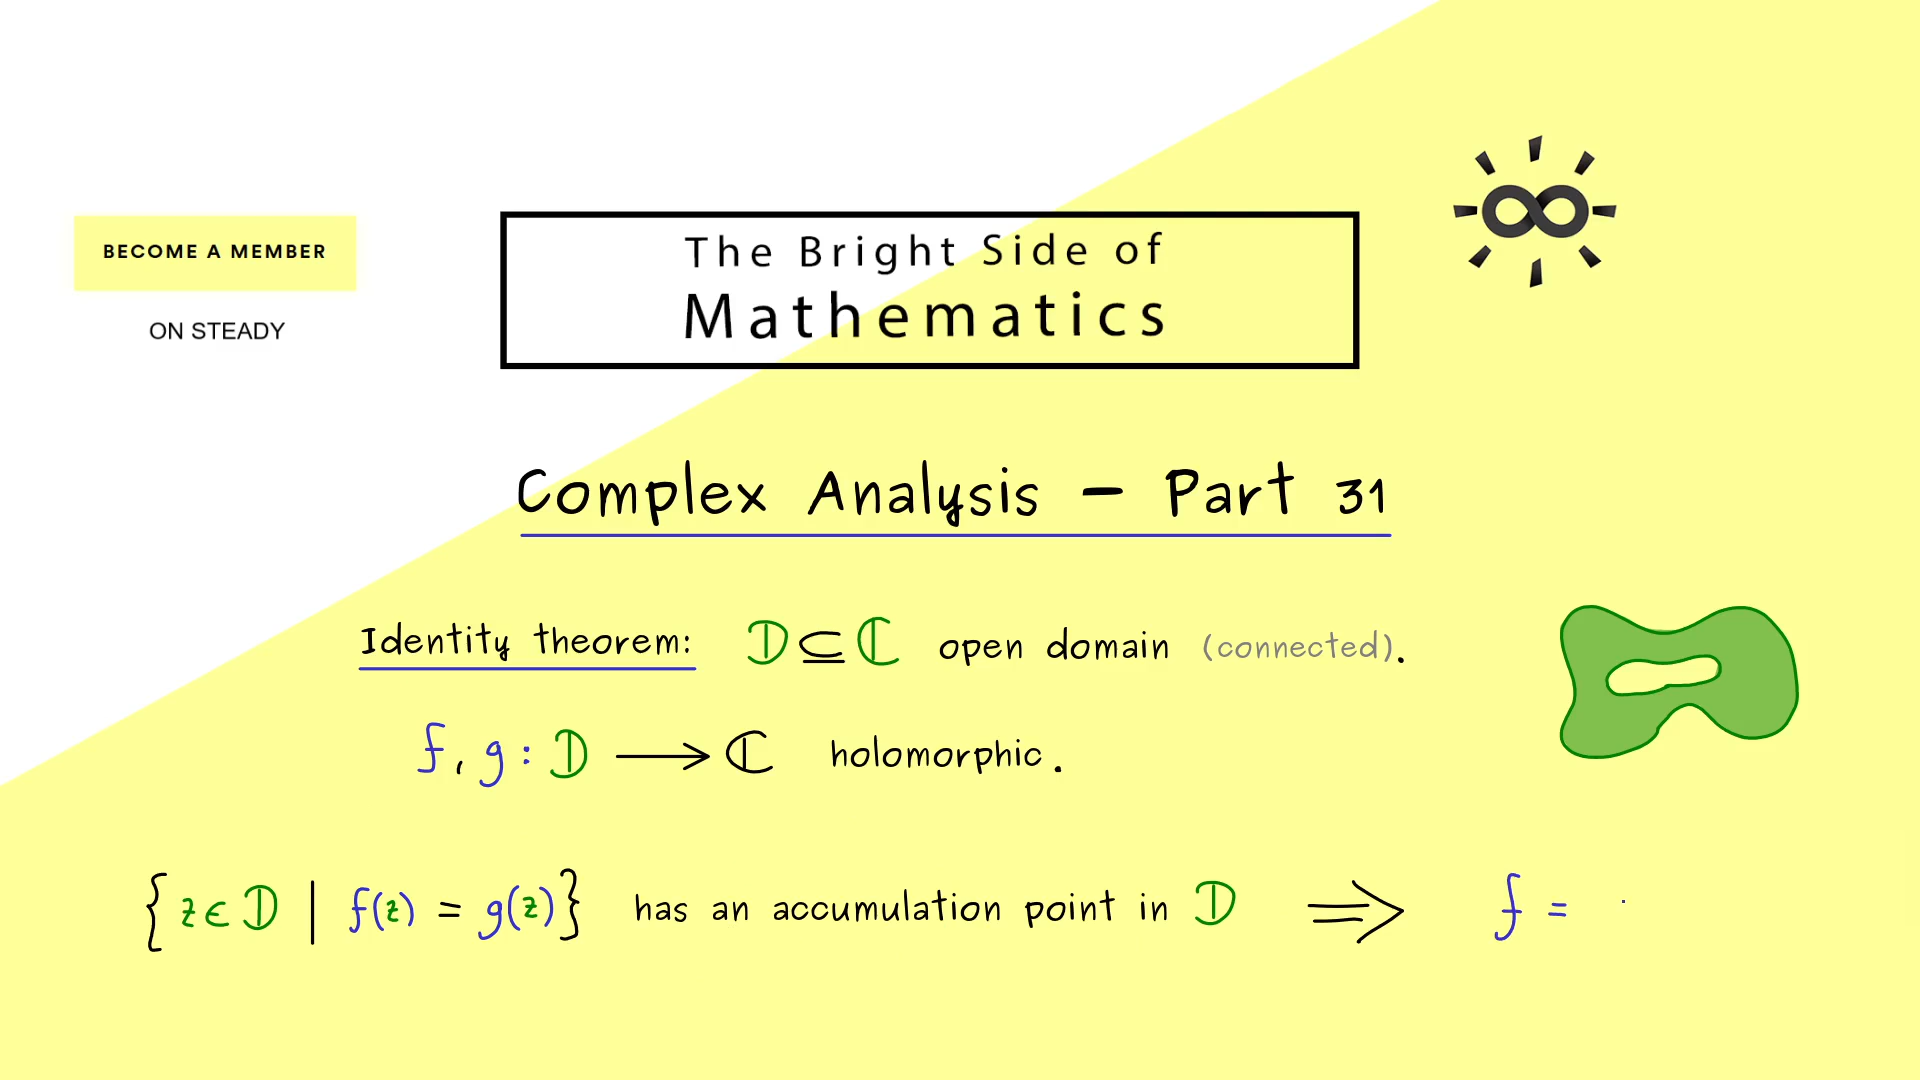 BECOME A MEMBER
ON STEADY
The Bright Side of
Mathematics
Complex Analysis – Part 31
Identity theorem: D ⊆ ℂ open domain (connected).
f, g : D ⟶ ℂ holomorphic.
{ z ∈ D | f(z) = g(z) } has an accumulation point in D ⟹ f =